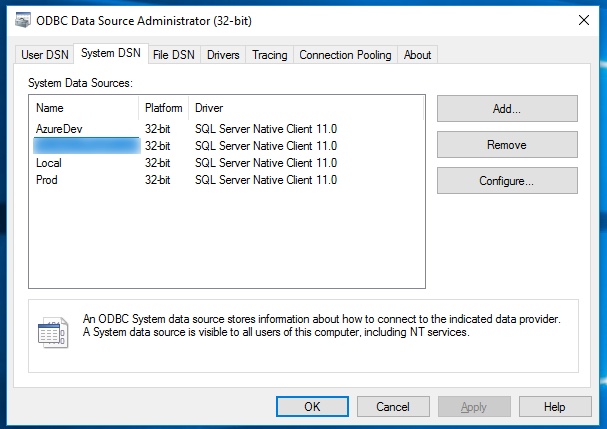 ODBC Data Source Administrator (32-bit)
User DSN System DSN File DSN Drivers Tracing Connection Pooling About
System Data Sources:
Name Platform Driver
AzureDev 32-bit SQL Server Native Client 11.0
32-bit SQL Server Native Client 11.0
Local 32-bit SQL Server Native Client 11.0
Prod 32-bit SQL Server Native Client 11.0
Add...
Remove
Configure...
An ODBC System data source stores information about how to connect to the indicated data provider.
A System data source is visible to all users of this computer, including NT services.
OK Cancel Apply Help